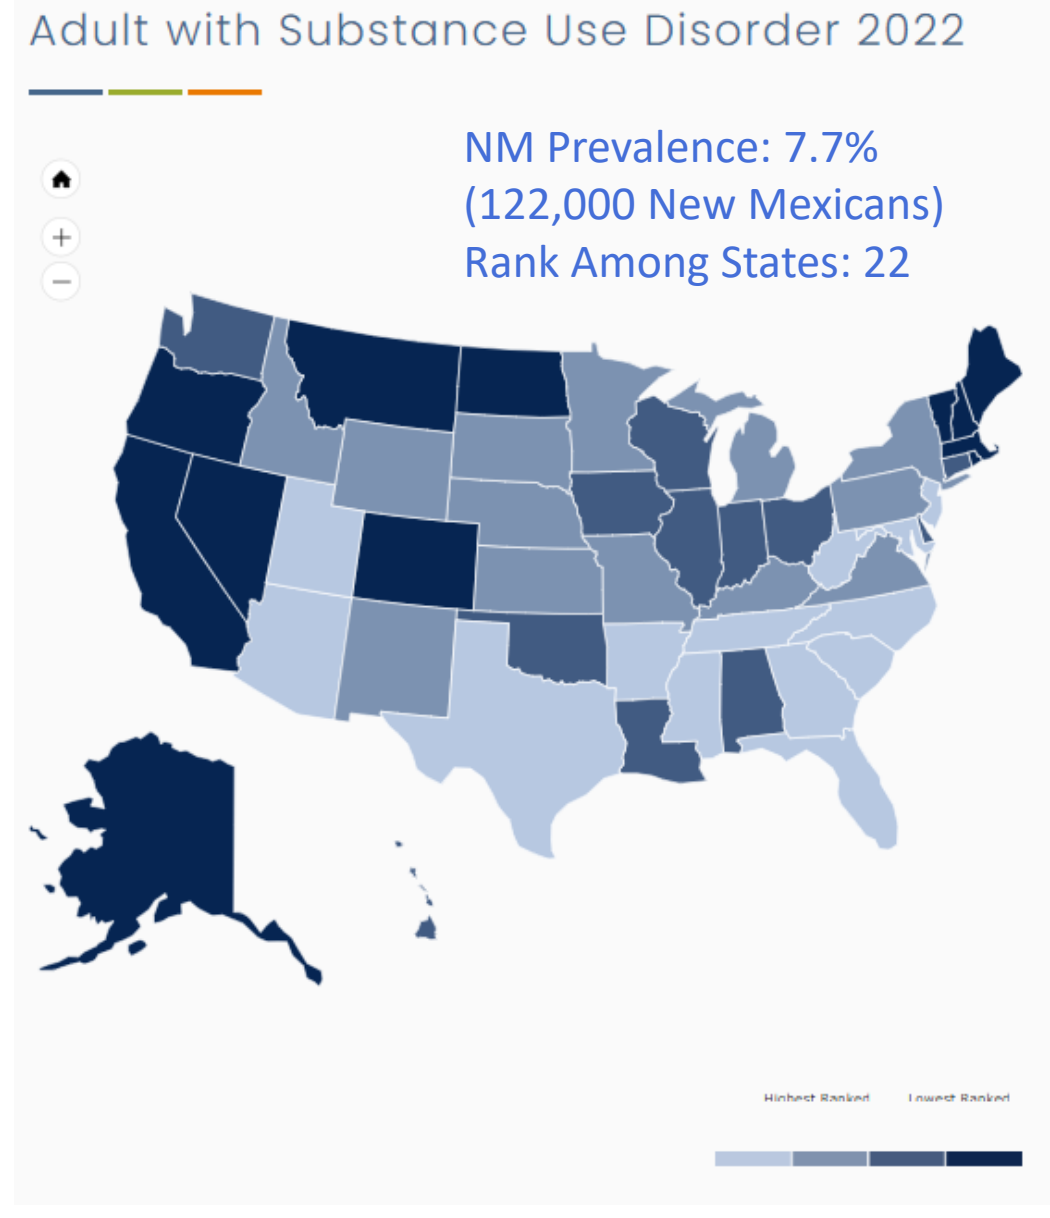 Adult with Substance Use Disorder 2022
NM Prevalence: 7.7%
(122,000 New Mexicans)
Rank Among States: 22
Highest Ranked Lowest Ranked